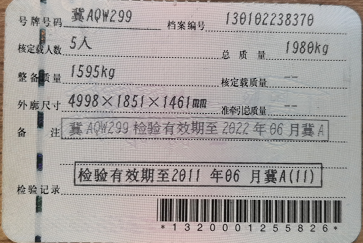 号牌号码 冀AQW299 档案编号 130102238370
核定载人数 5人 总质量 1980kg
整备质量 1595kg 核定载质量 --
外廓尺寸 4998×1851×1461 准牵引总质量 --
备注 冀AQW299检验有效期至2022年06月冀A
检验有效期至2011年06月冀A(11)
检验记录
*1320001255826*